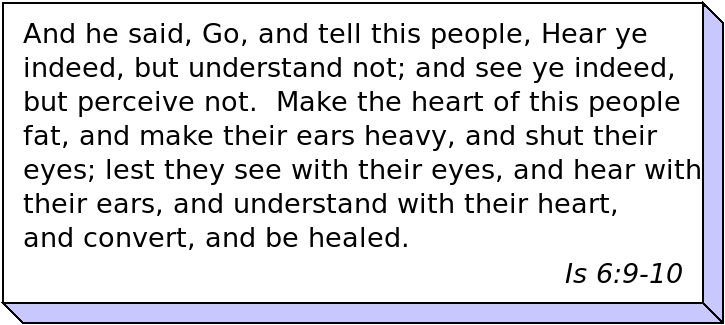 And he said, Go, and tell this people, Hear ye
indeed, but understand not; and see ye indeed,
but perceive not.  Make the heart of this people
fat, and make their ears heavy, and shut their
eyes; lest they see with their eyes, and hear with
their ears, and understand with their heart,
and convert, and be healed.
Is 6:9-10